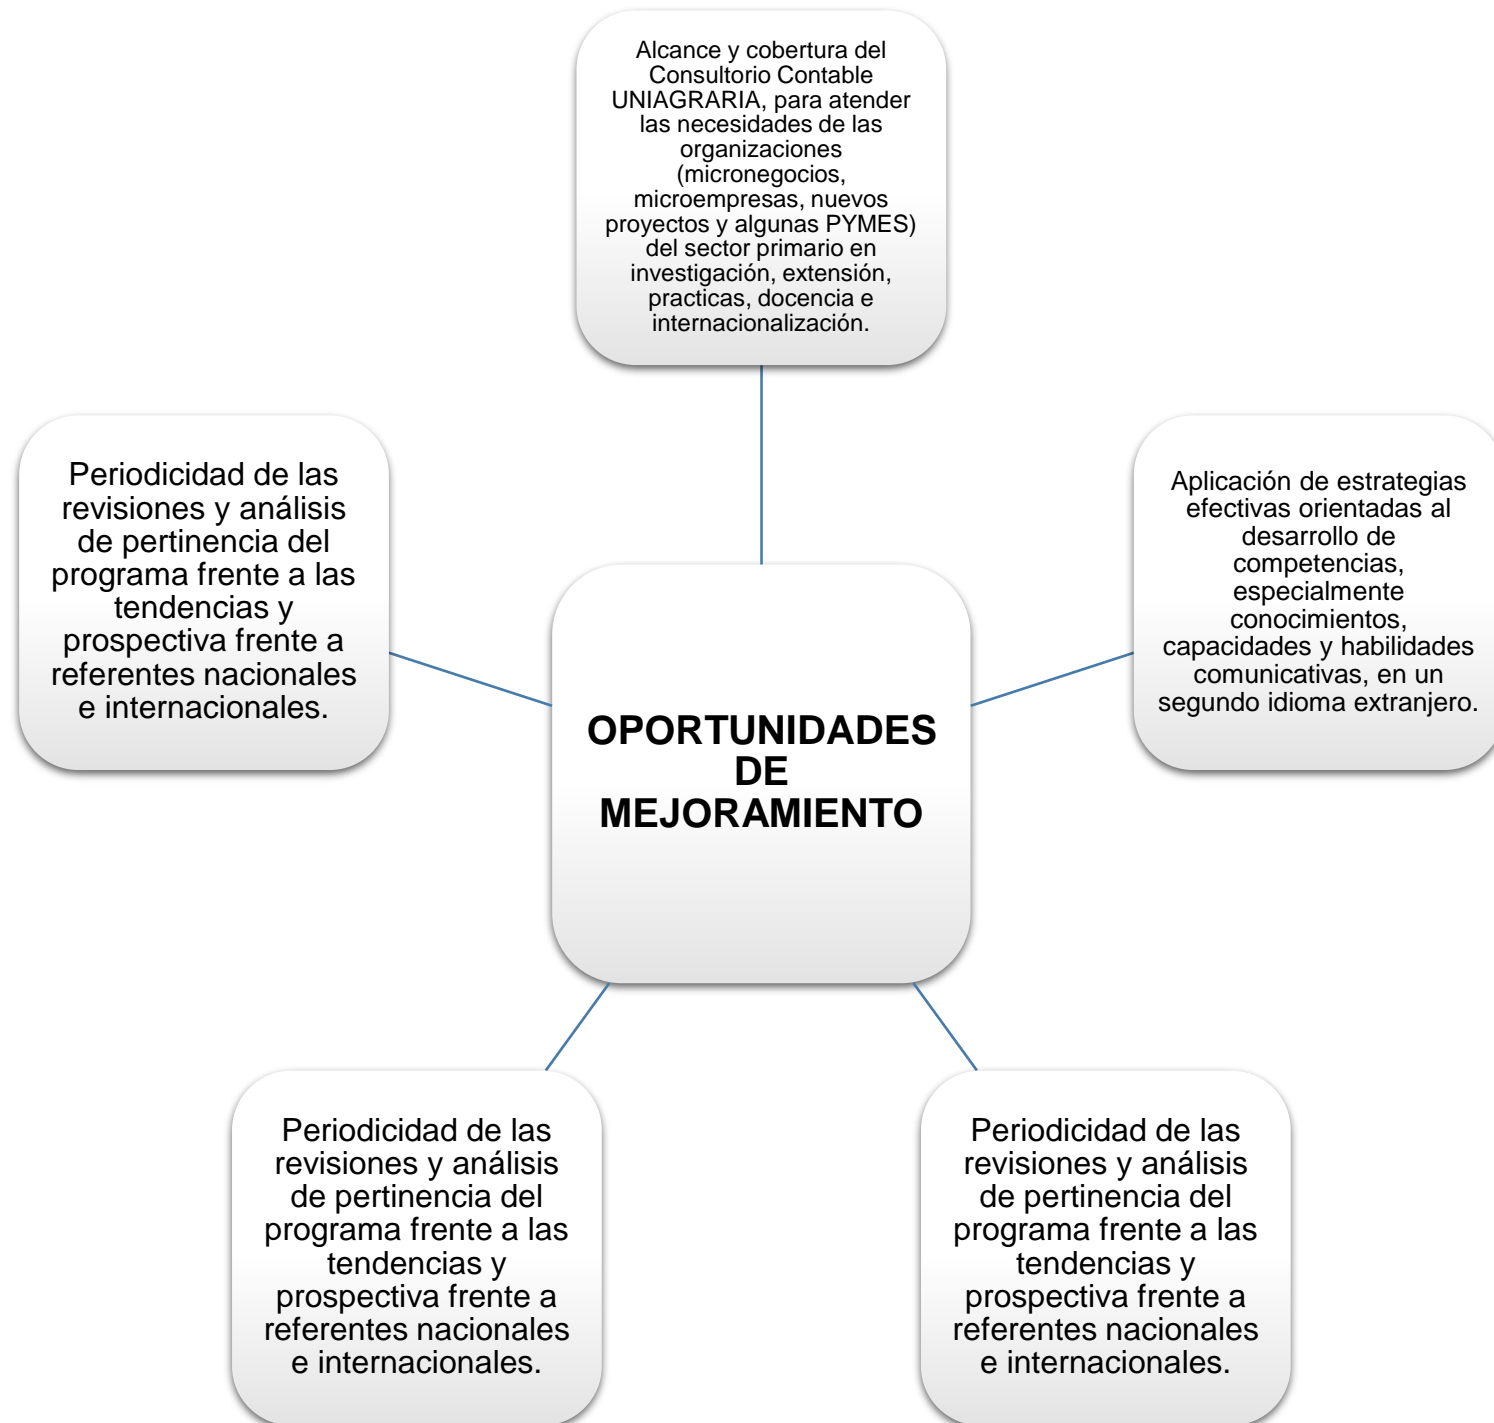 Alcance y cobertura del
Consultorio Contable
UNIAGRARIA, para atender
las necesidades de las
organizaciones
(micronegocios,
microempresas, nuevos
proyectos y algunas PYMES)
del sector primario en
investigación, extensión,
practicas, docencia e
internacionalización.
Periodicidad de las
revisiones y análisis
de pertinencia del
programa frente a las
tendencias y
prospectiva frente a
referentes nacionales
e internacionales.
Aplicación de estrategias
efectivas orientadas al
desarrollo de
competencias,
especialmente
conocimientos,
capacidades y habilidades
comunicativas, en un
segundo idioma extranjero.
OPORTUNIDADES
DE
MEJORAMIENTO
Periodicidad de las
revisiones y análisis
de pertinencia del
programa frente a las
tendencias y
prospectiva frente a
referentes nacionales
e internacionales.
Periodicidad de las
revisiones y análisis
de pertinencia del
programa frente a las
tendencias y
prospectiva frente a
referentes nacionales
e internacionales.